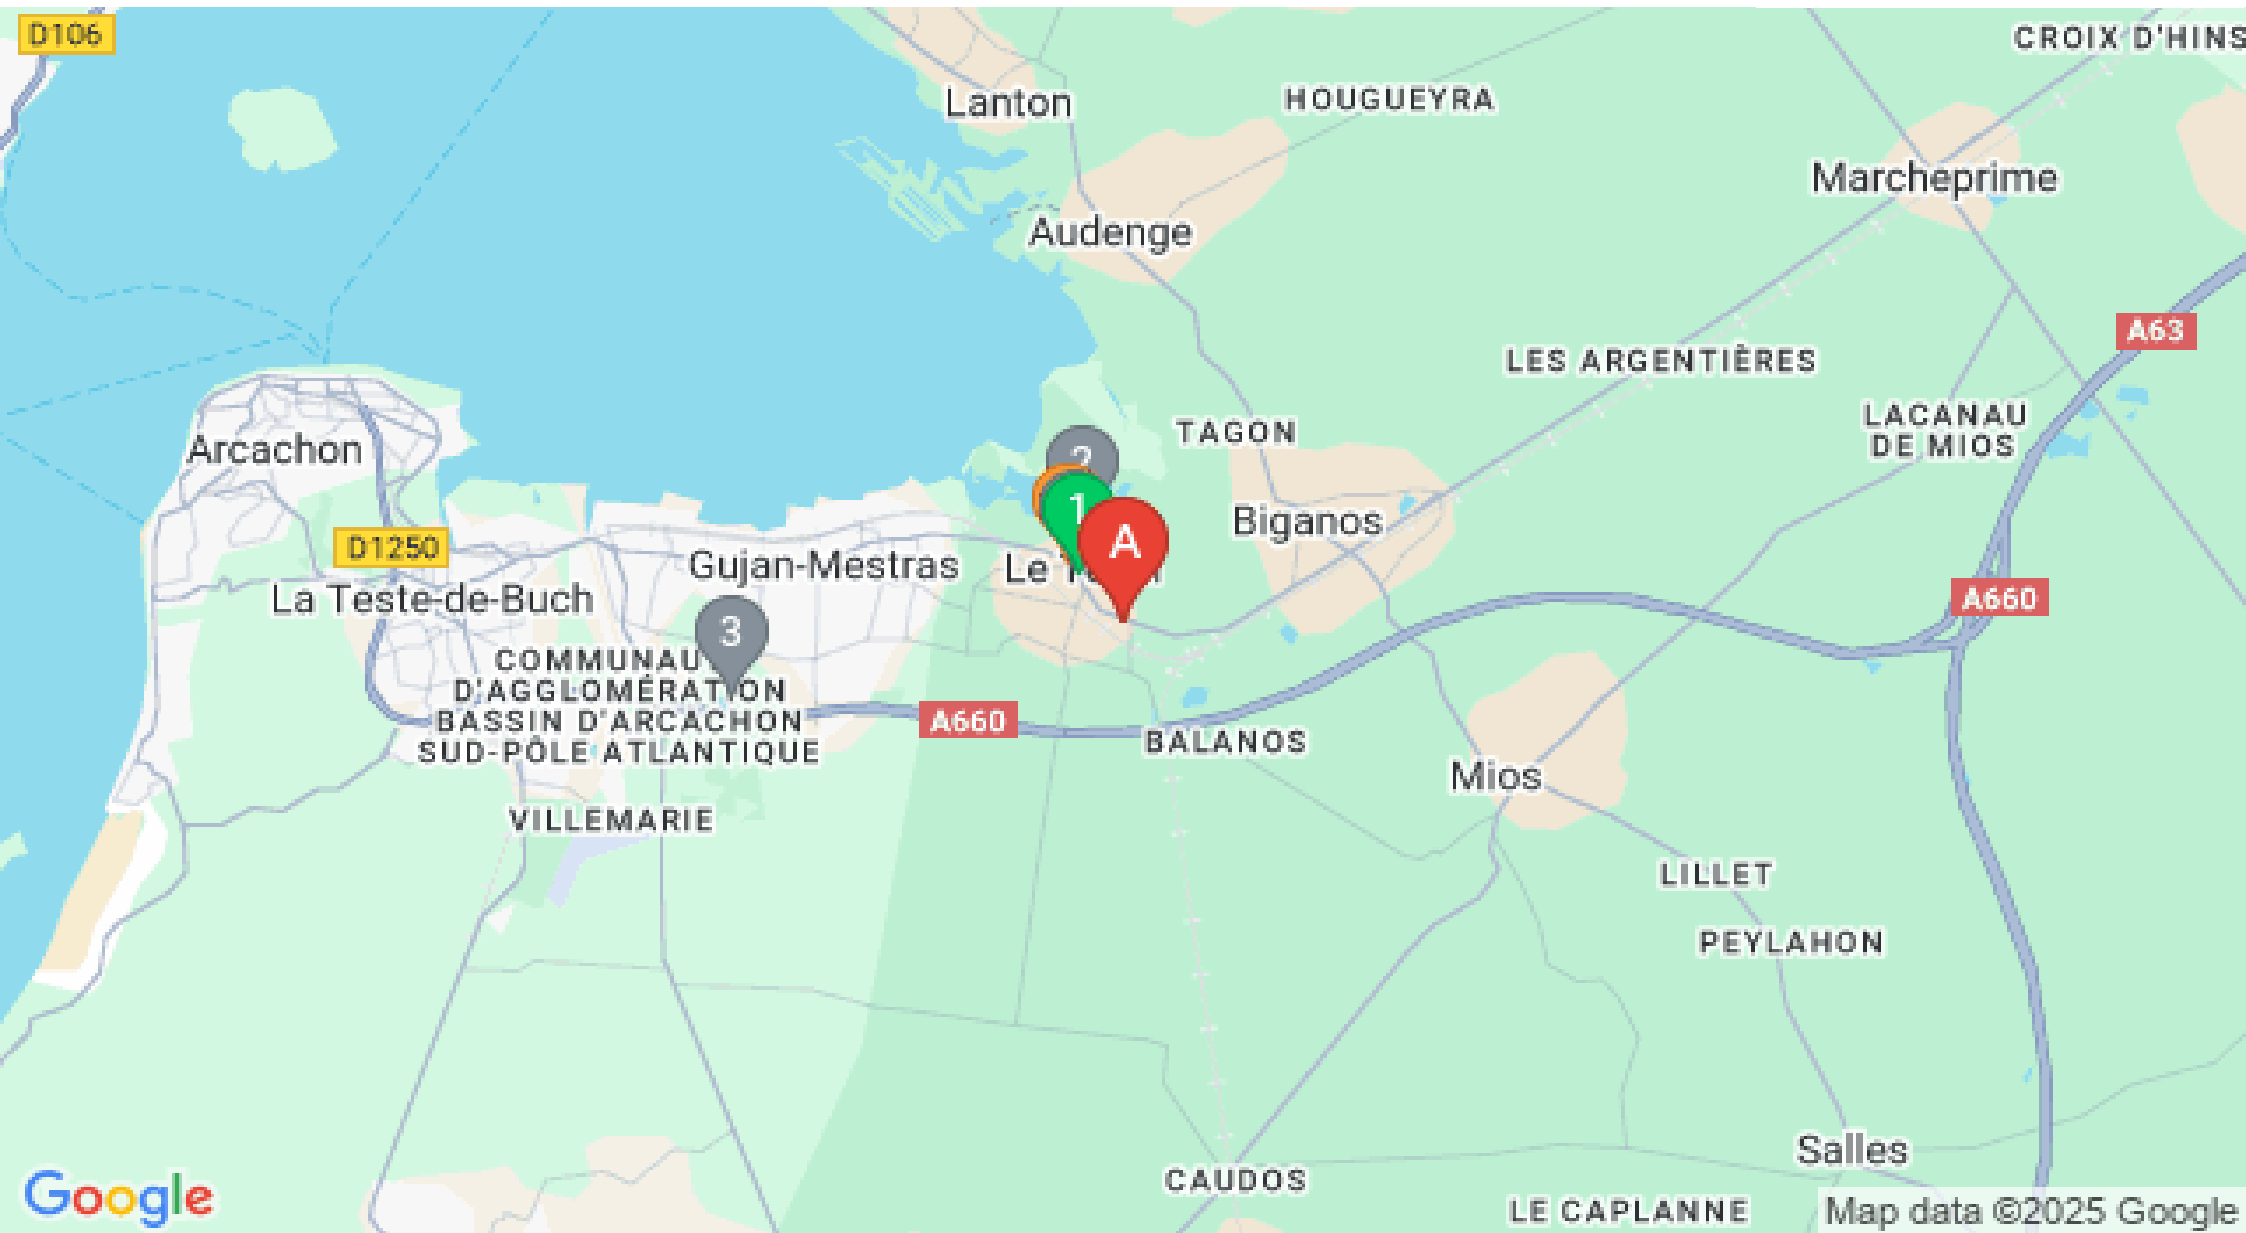 D106
CROIX D'HINS
Lanton
HOUGUEYRA
Marcheprime
Audenge
A63
LES ARGENTIÈRES
LACANAU
DE MIOS
TAGON
Arcachon
2
1
A
Biganos
D1250
Gujan-Mestras
Le
La Teste-de-Buch
A660
3
COMMUNAU
D'AGGLOMÉRATION
BASSIN D'ARCACHON
SUD-PÔLE ATLANTIQUE
A660
BALANOS
Mios
VILLEMARIE
LILLET
PEYLAHON
Salles
CAUDOS
LE CAPLANNE
Google
Map data ©2025 Google